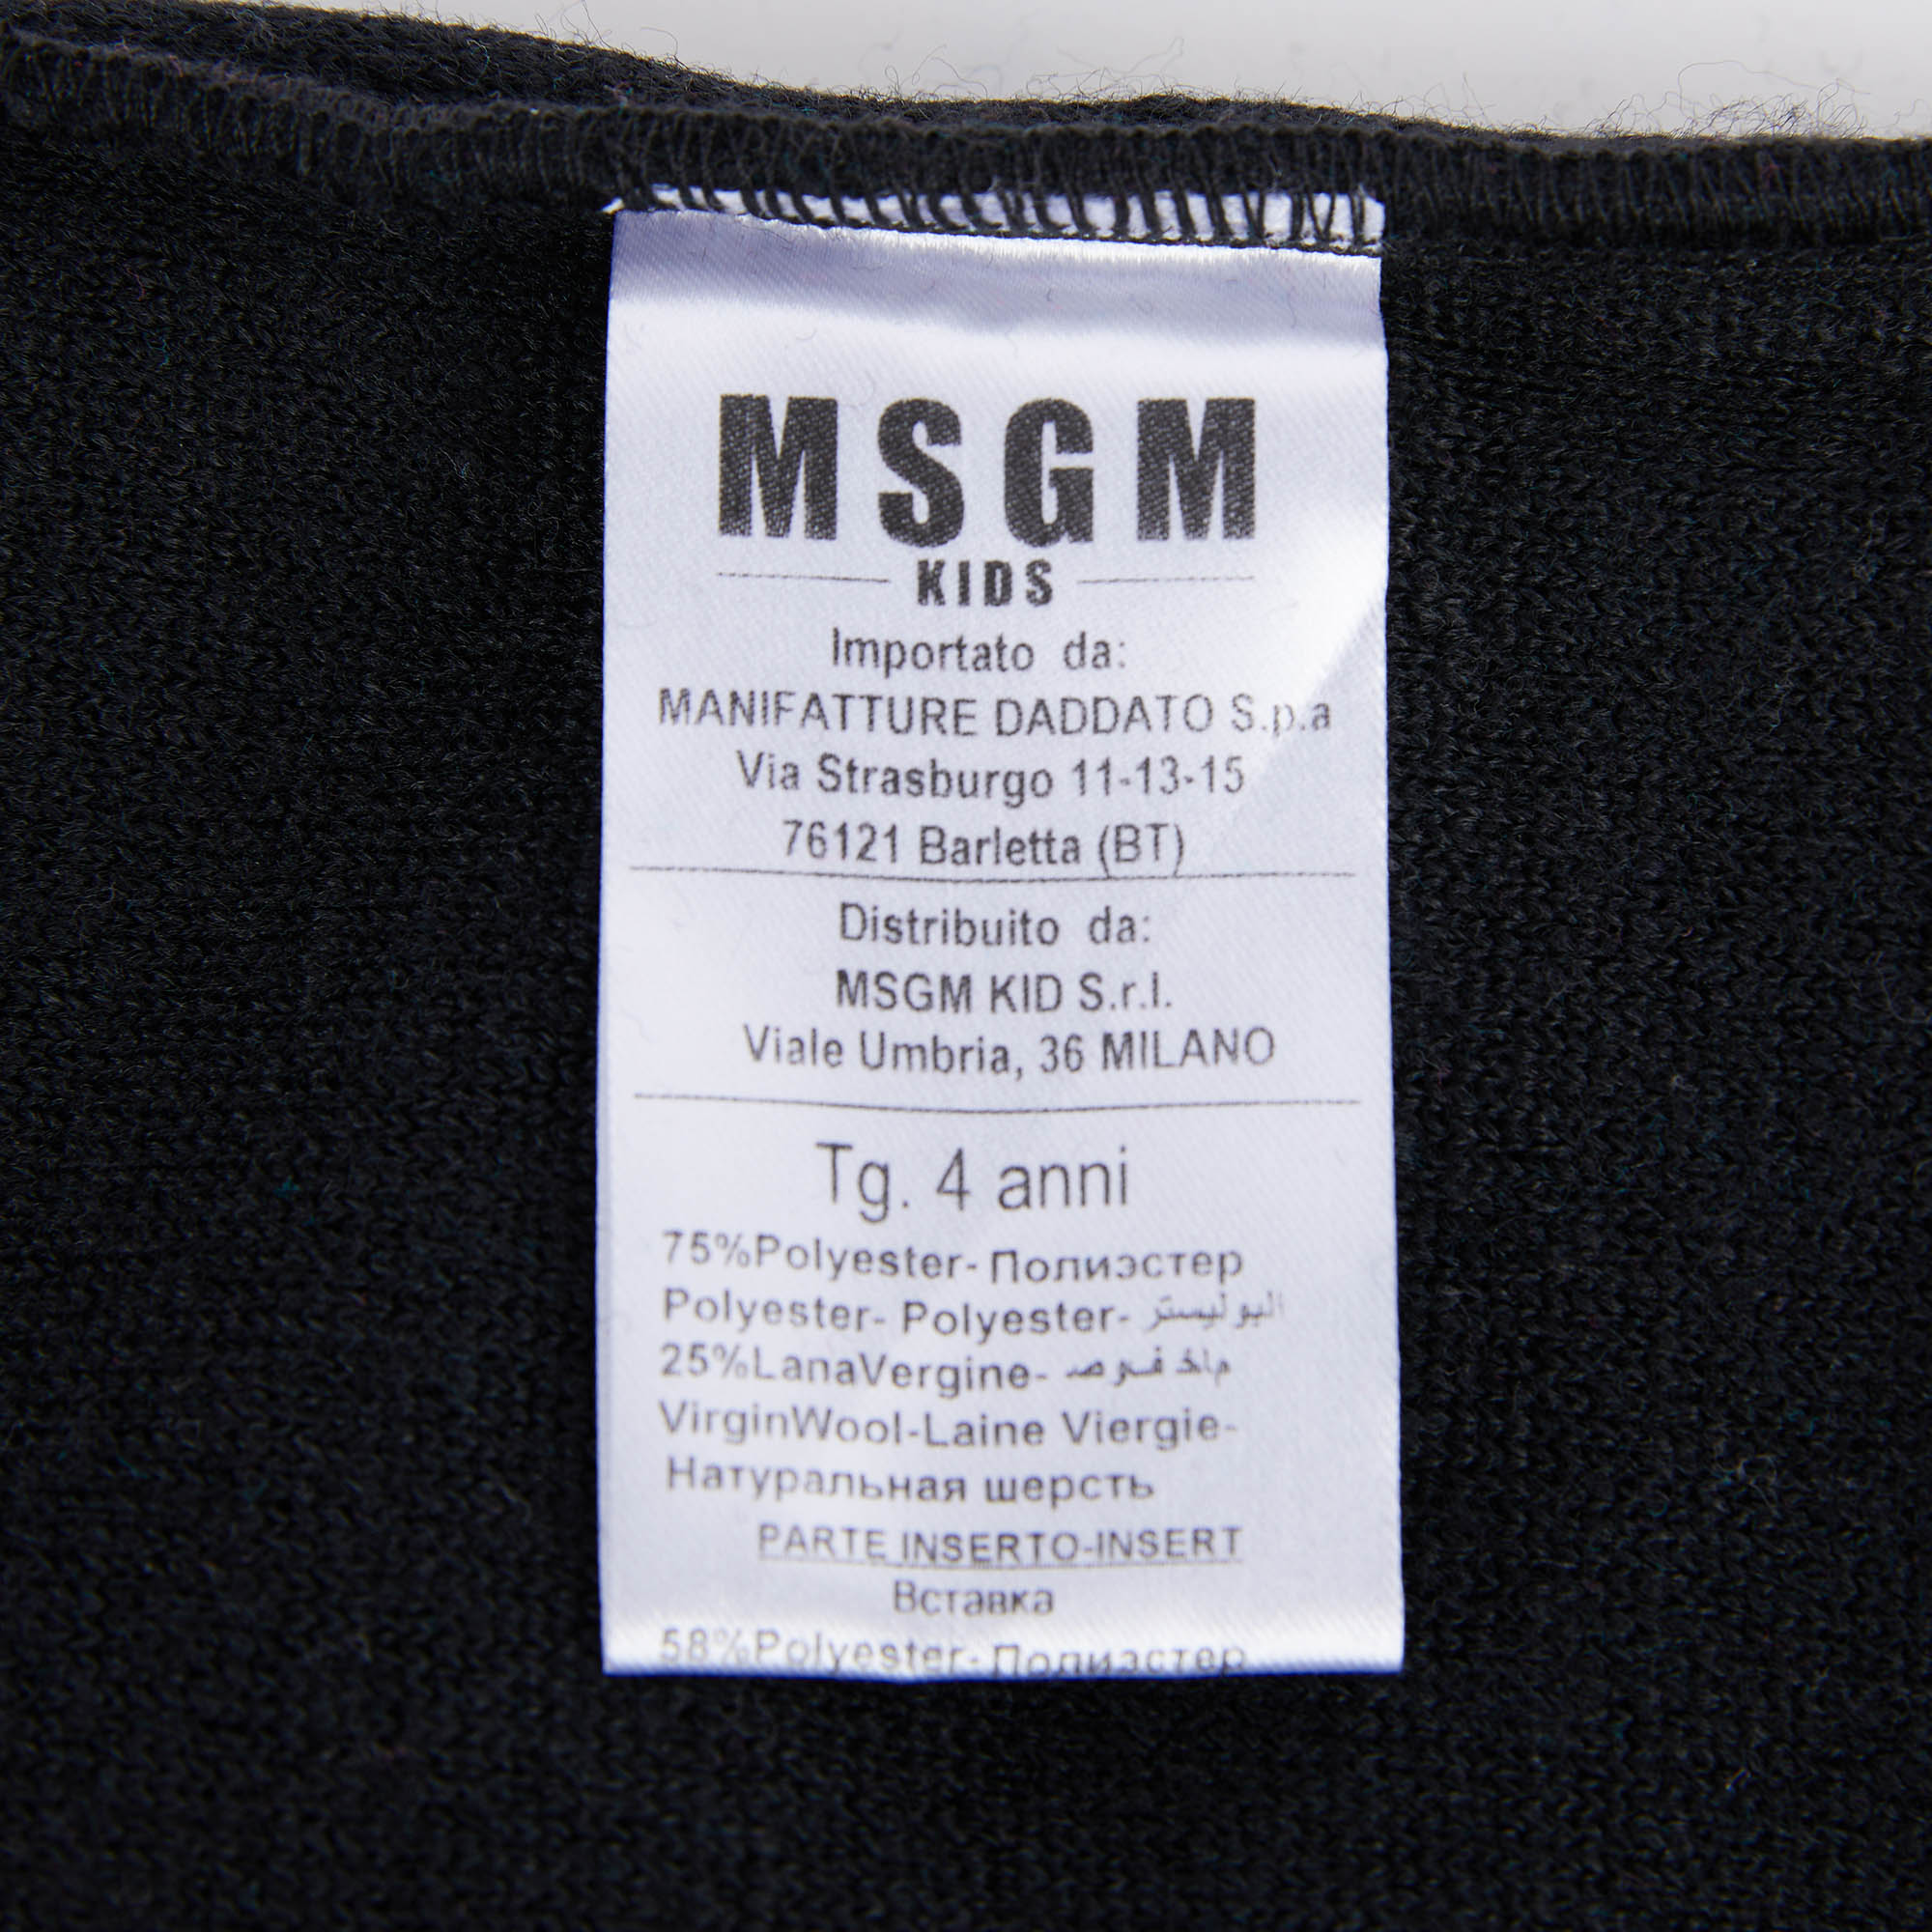 MSGM
KIDS
Importato da:
MANIFATTURE DADDATO S.p.a
Via Strasburgo 11-13-15
76121 Barletta (BT)
Distribuito da:
MSGM KID S.r.l.
Viale Umbria, 36 MILANO
Tg. 4 anni
75%Polyester-Полиэстер
Polyester- Polyester- اليوليستر
25%LanaVergine-
VirginWool-Laine Viergie-
Натуральная шерсть
PARTE INSERTO-INSERT
Вставка
58%Polyester-Полиэстер